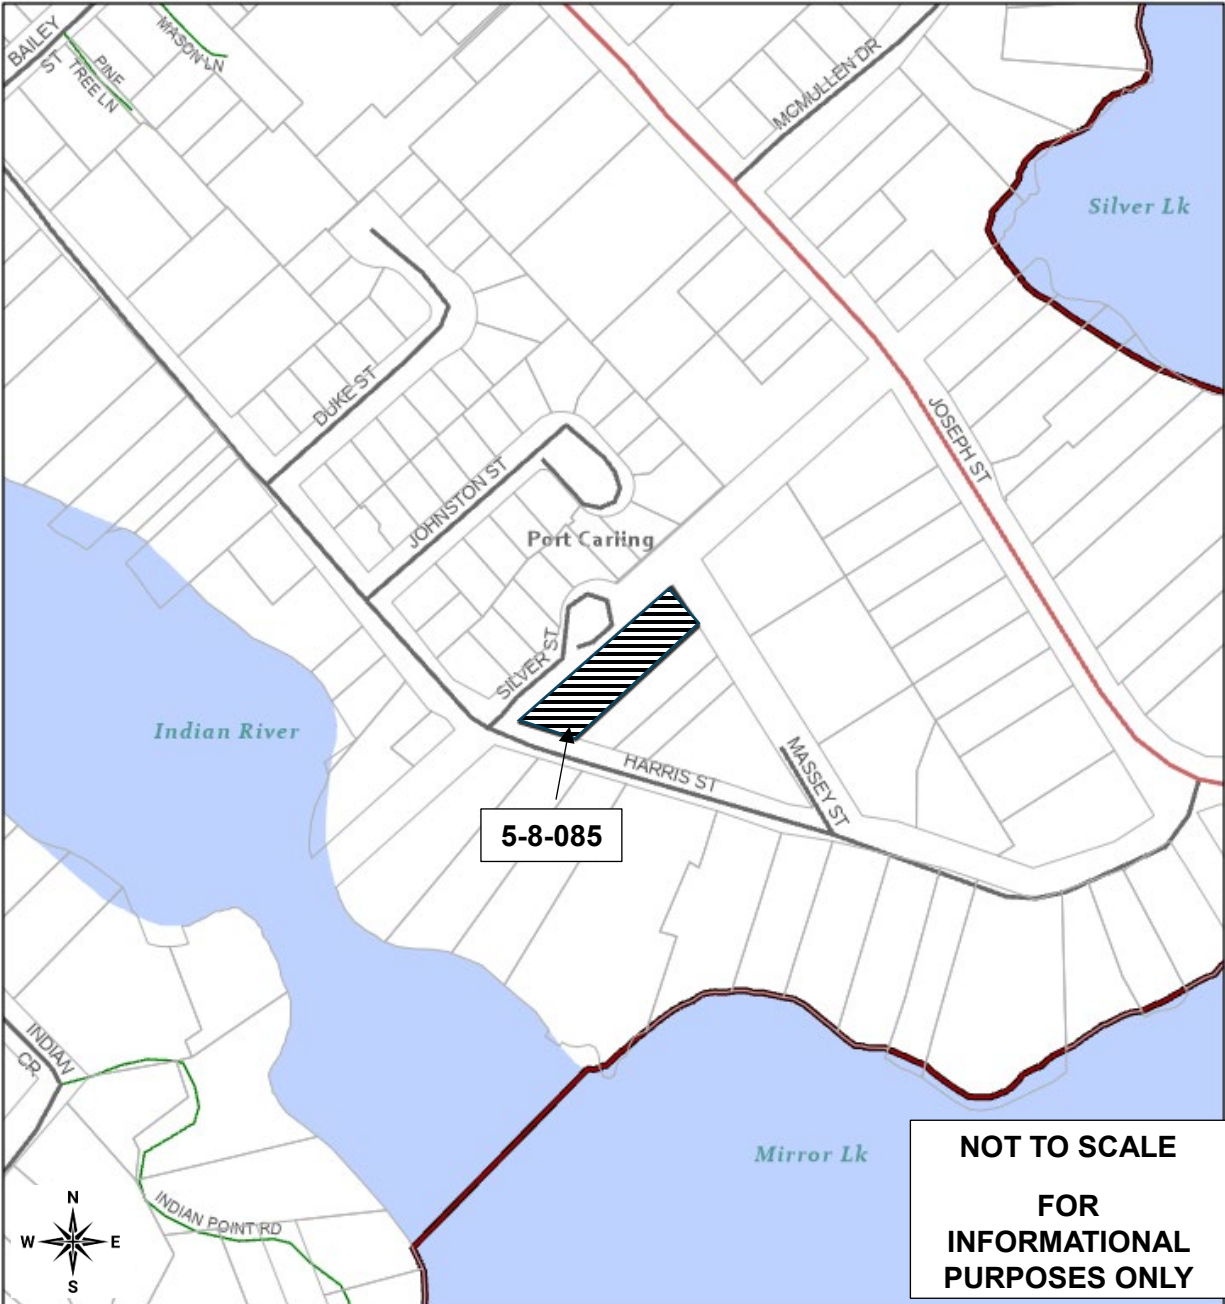 BAILEY
ST
PINE
TREE LN
MASON LN
MCMULLEN DR
Silver Lk
DUKE ST
JOSEPH ST
JOHNSTON ST
Port Carling
SILVER ST
Indian River
HARRIS ST
MASSEY ST
5-8-085
INDIAN
CR
Mirror Lk
INDIAN POINT RD
N
W E
S
NOT TO SCALE
FOR
INFORMATIONAL
PURPOSES ONLY